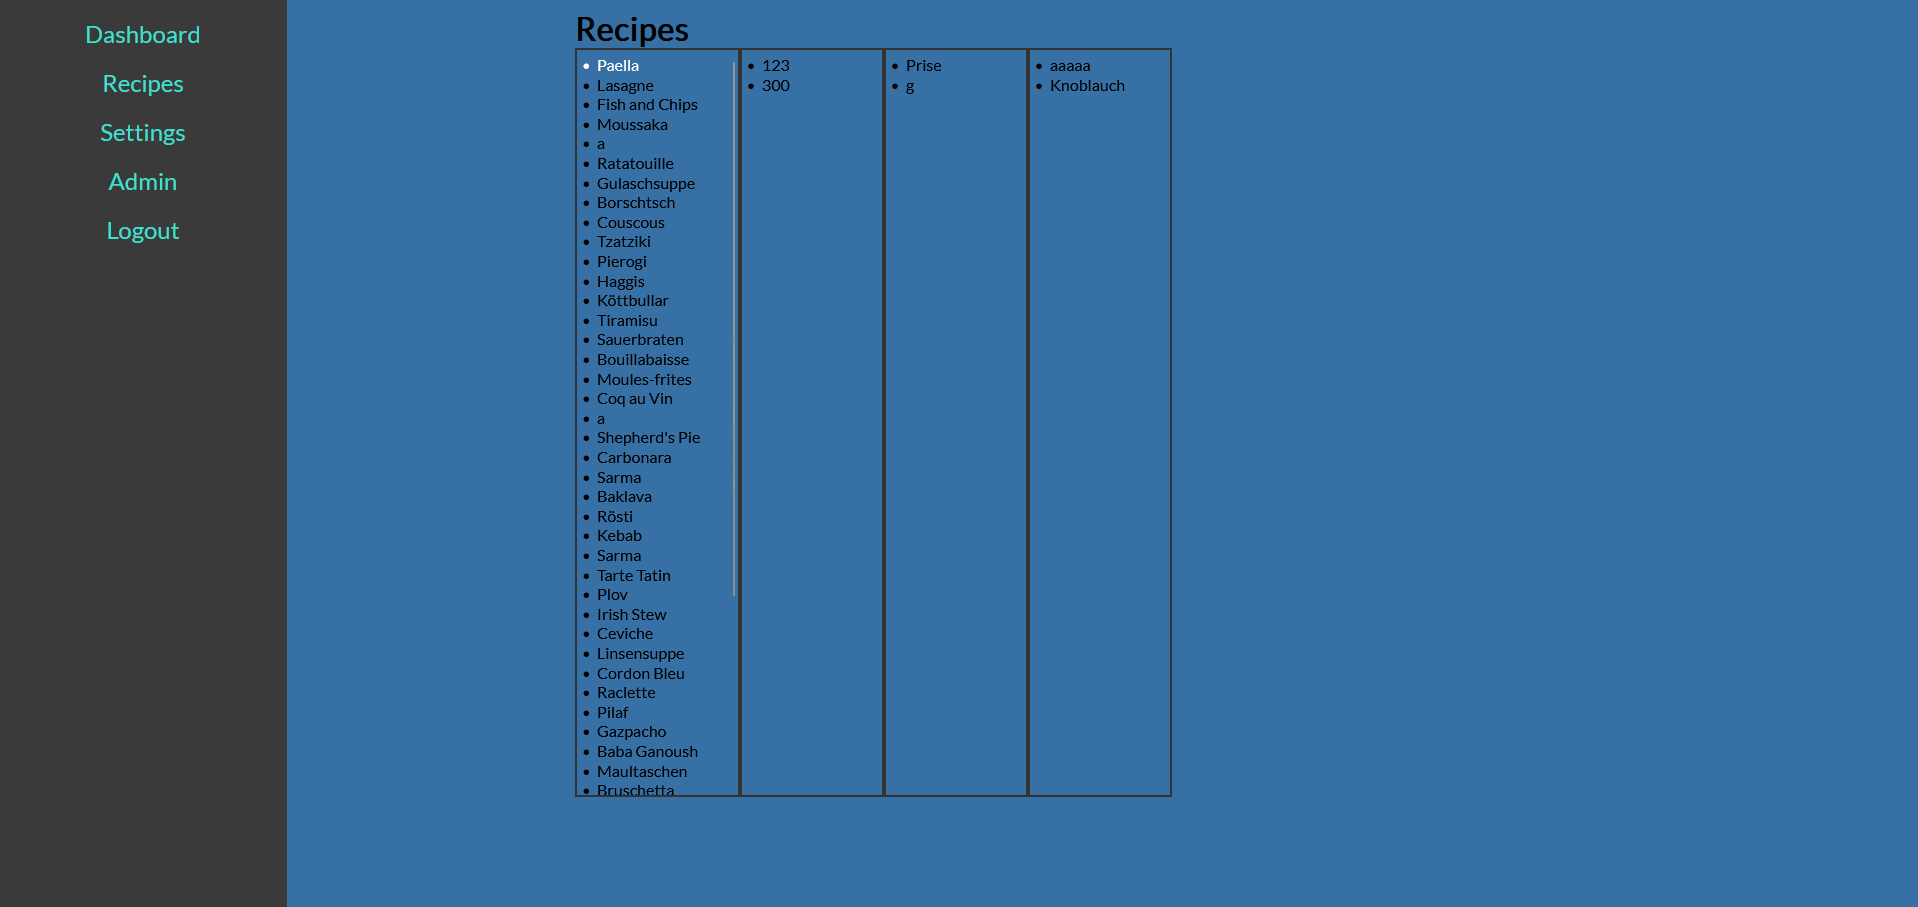 Dashboard
Recipes
Settings
Admin
Logout
Recipes
Paella
Lasagne
Fish and Chips
Moussaka
a
Ratatouille
Gulaschsuppe
Borschtsch
Couscous
Tzatziki
Pierogi
Haggis
Köttbullar
Tiramisu
Sauerbraten
Bouillabaisse
Moules-frites
Coq au Vin
a
Shepherd's Pie
Carbonara
Sarma
Baklava
Rösti
Kebab
Sarma
Tarte Tatin
Plov
Irish Stew
Ceviche
Linsensuppe
Cordon Bleu
Raclette
Pilaf
Gazpacho
Baba Ganoush
Maultaschen
Bruschetta
123
300
Prise
g
aaaaa
Knoblauch